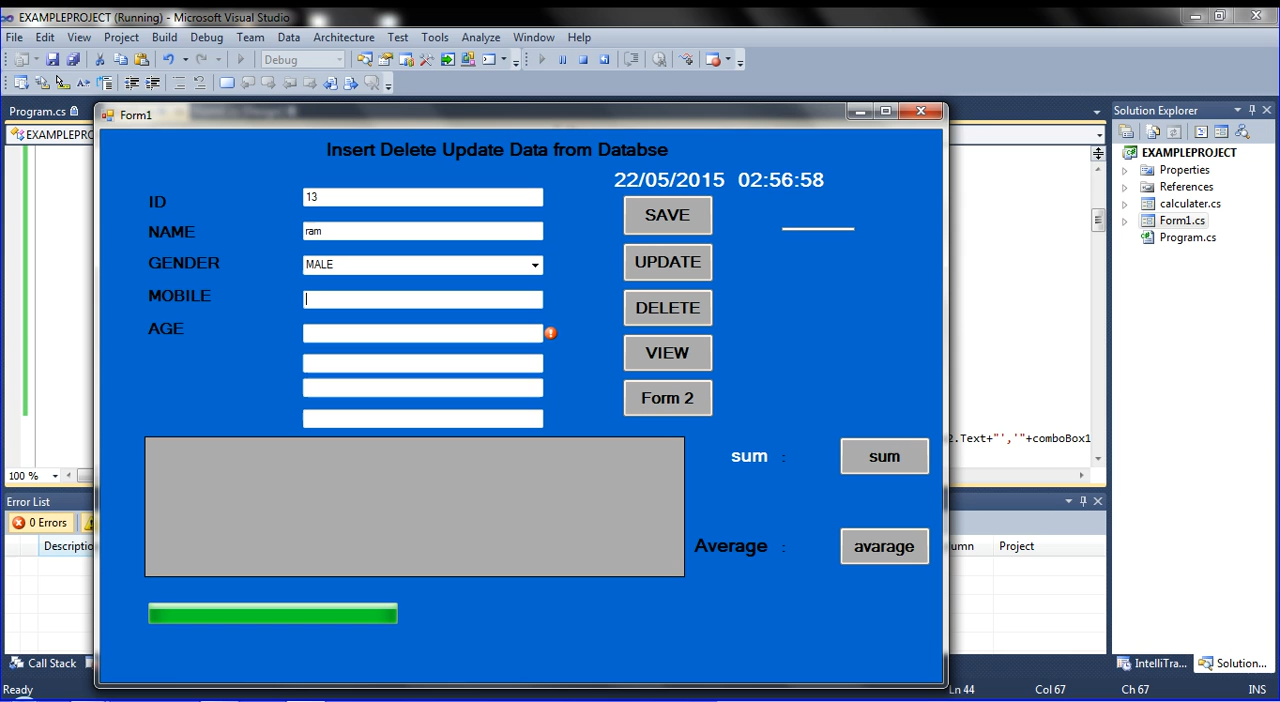 EXAMPLEPROJECT (Running) - Microsoft Visual Studio
File Edit View Project Build Debug Team Data Architecture Test Tools Analyze Window Help
Debug
Program.cs
Form1
Solution Explorer
EXAMPLEPRO
Insert Delete Update Data from Databse
EXAMPLEPROJECT
Properties
References
calculater.cs
Form1.cs
Program.cs
22/05/2015 02:56:58
ID 13 SAVE
NAME ram
GENDER MALE UPDATE
MOBILE DELETE
AGE
VIEW
Form 2
2.Text+"','"+comboBox1
sum : sum
100 %
Error List
0 Errors
Descriptio
umn Project
Average : avarage
Call Stack
IntelliTra... Solution...
Ready Ln 44 Col 67 Ch 67 INS